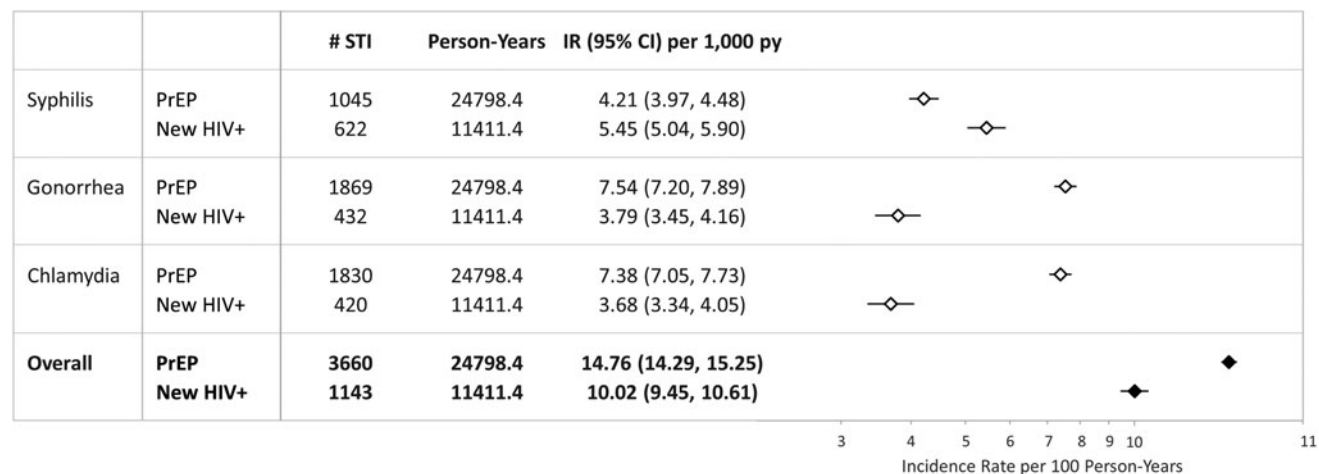 # STI Person-Years IR (95% CI) per 1,000 py
Syphilis PrEP 1045 24798.4 4.21 (3.97, 4.48)
New HIV+ 622 11411.4 5.45 (5.04, 5.90)
Gonorrhea PrEP 1869 24798.4 7.54 (7.20, 7.89)
New HIV+ 432 11411.4 3.79 (3.45, 4.16)
Chlamydia PrEP 1830 24798.4 7.38 (7.05, 7.73)
New HIV+ 420 11411.4 3.68 (3.34, 4.05)
Overall PrEP 3660 24798.4 14.76 (14.29, 15.25)
New HIV+ 1143 11411.4 10.02 (9.45, 10.61)
3 4 5 6 7 8 9 10 11
Incidence Rate per 100 Person-Years